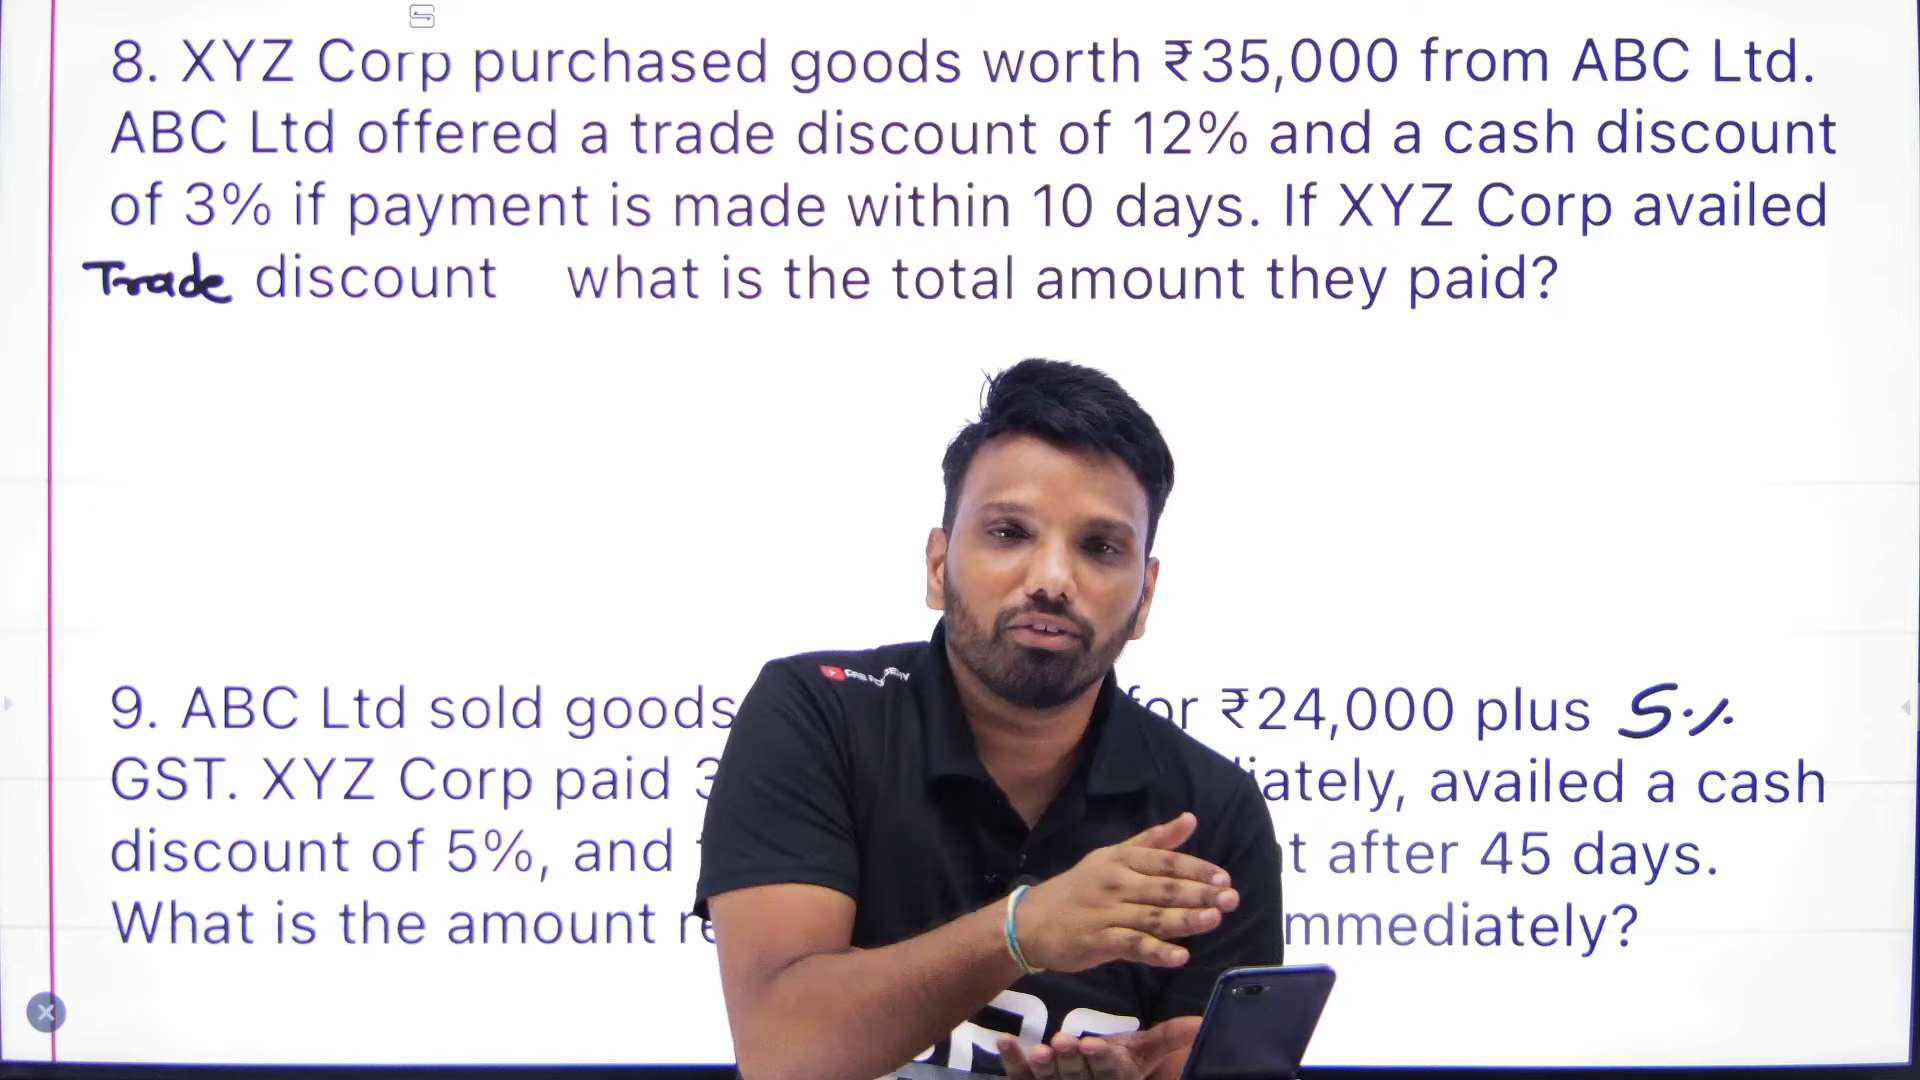 8. XYZ Corp purchased goods worth ₹35,000 from ABC Ltd.
ABC Ltd offered a trade discount of 12% and a cash discount
of 3% if payment is made within 10 days. If XYZ Corp availed
Trade discount what is the total amount they paid?
9. ABC Ltd sold goods for ₹24,000 plus 5%
GST. XYZ Corp paid 3 iately, availed a cash
discount of 5%, and t after 45 days.
What is the amount re mmediately?